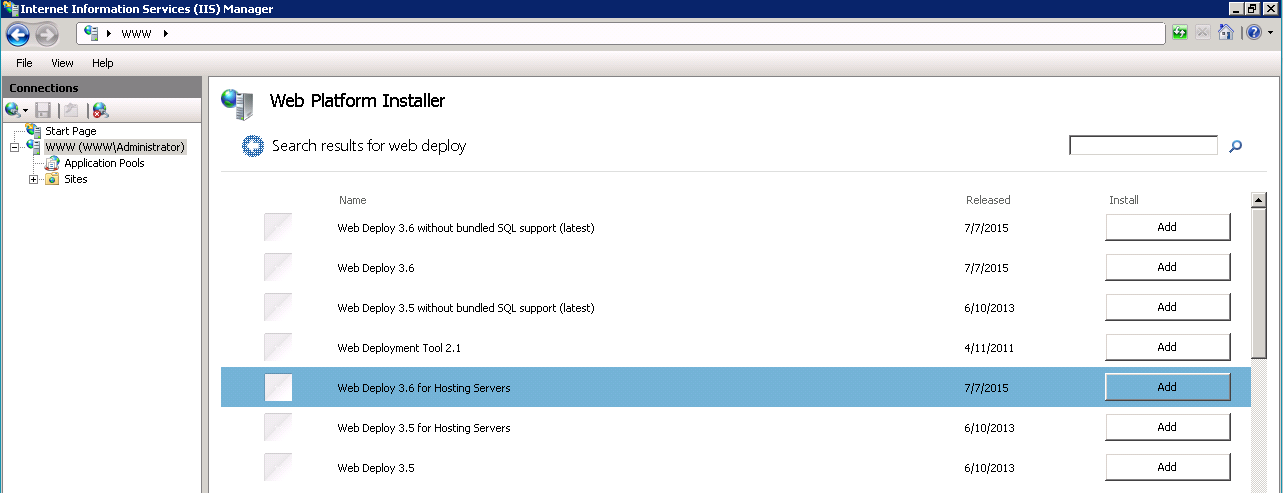 Internet Information Services (IIS) Manager
WWW
File View Help
Connections
Start Page
WWW (WWW\Administrator)
Application Pools
Sites
Web Platform Installer
Search results for web deploy
Name Released Install
Web Deploy 3.6 without bundled SQL support (latest) 7/7/2015 Add
Web Deploy 3.6 7/7/2015 Add
Web Deploy 3.5 without bundled SQL support (latest) 6/10/2013 Add
Web Deployment Tool 2.1 4/11/2011 Add
Web Deploy 3.6 for Hosting Servers 7/7/2015 Add
Web Deploy 3.5 for Hosting Servers 6/10/2013 Add
Web Deploy 3.5 6/10/2013 Add